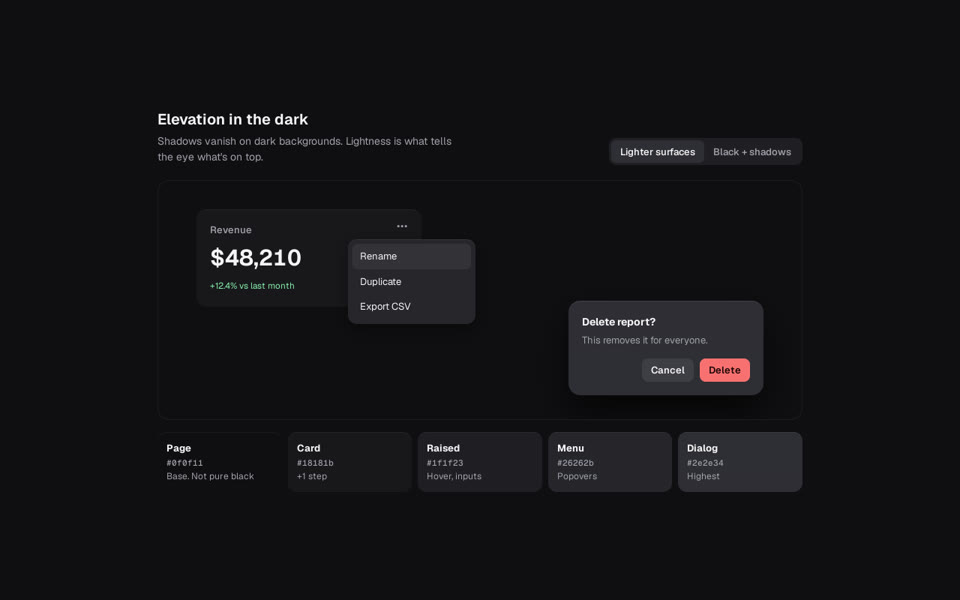 Elevation in the dark
Shadows vanish on dark backgrounds. Lightness is what tells
the eye what's on top.
Lighter surfaces
Black + shadows
Revenue
$48,210
+12.4% vs last month
Rename
Duplicate
Export CSV
Delete report?
This removes it for everyone.
Cancel
Delete
Page
#0f0f11
Base. Not pure black
Card
#18181b
+1 step
Raised
#1f1f23
Hover, inputs
Menu
#26262b
Popovers
Dialog
#2e2e34
Highest